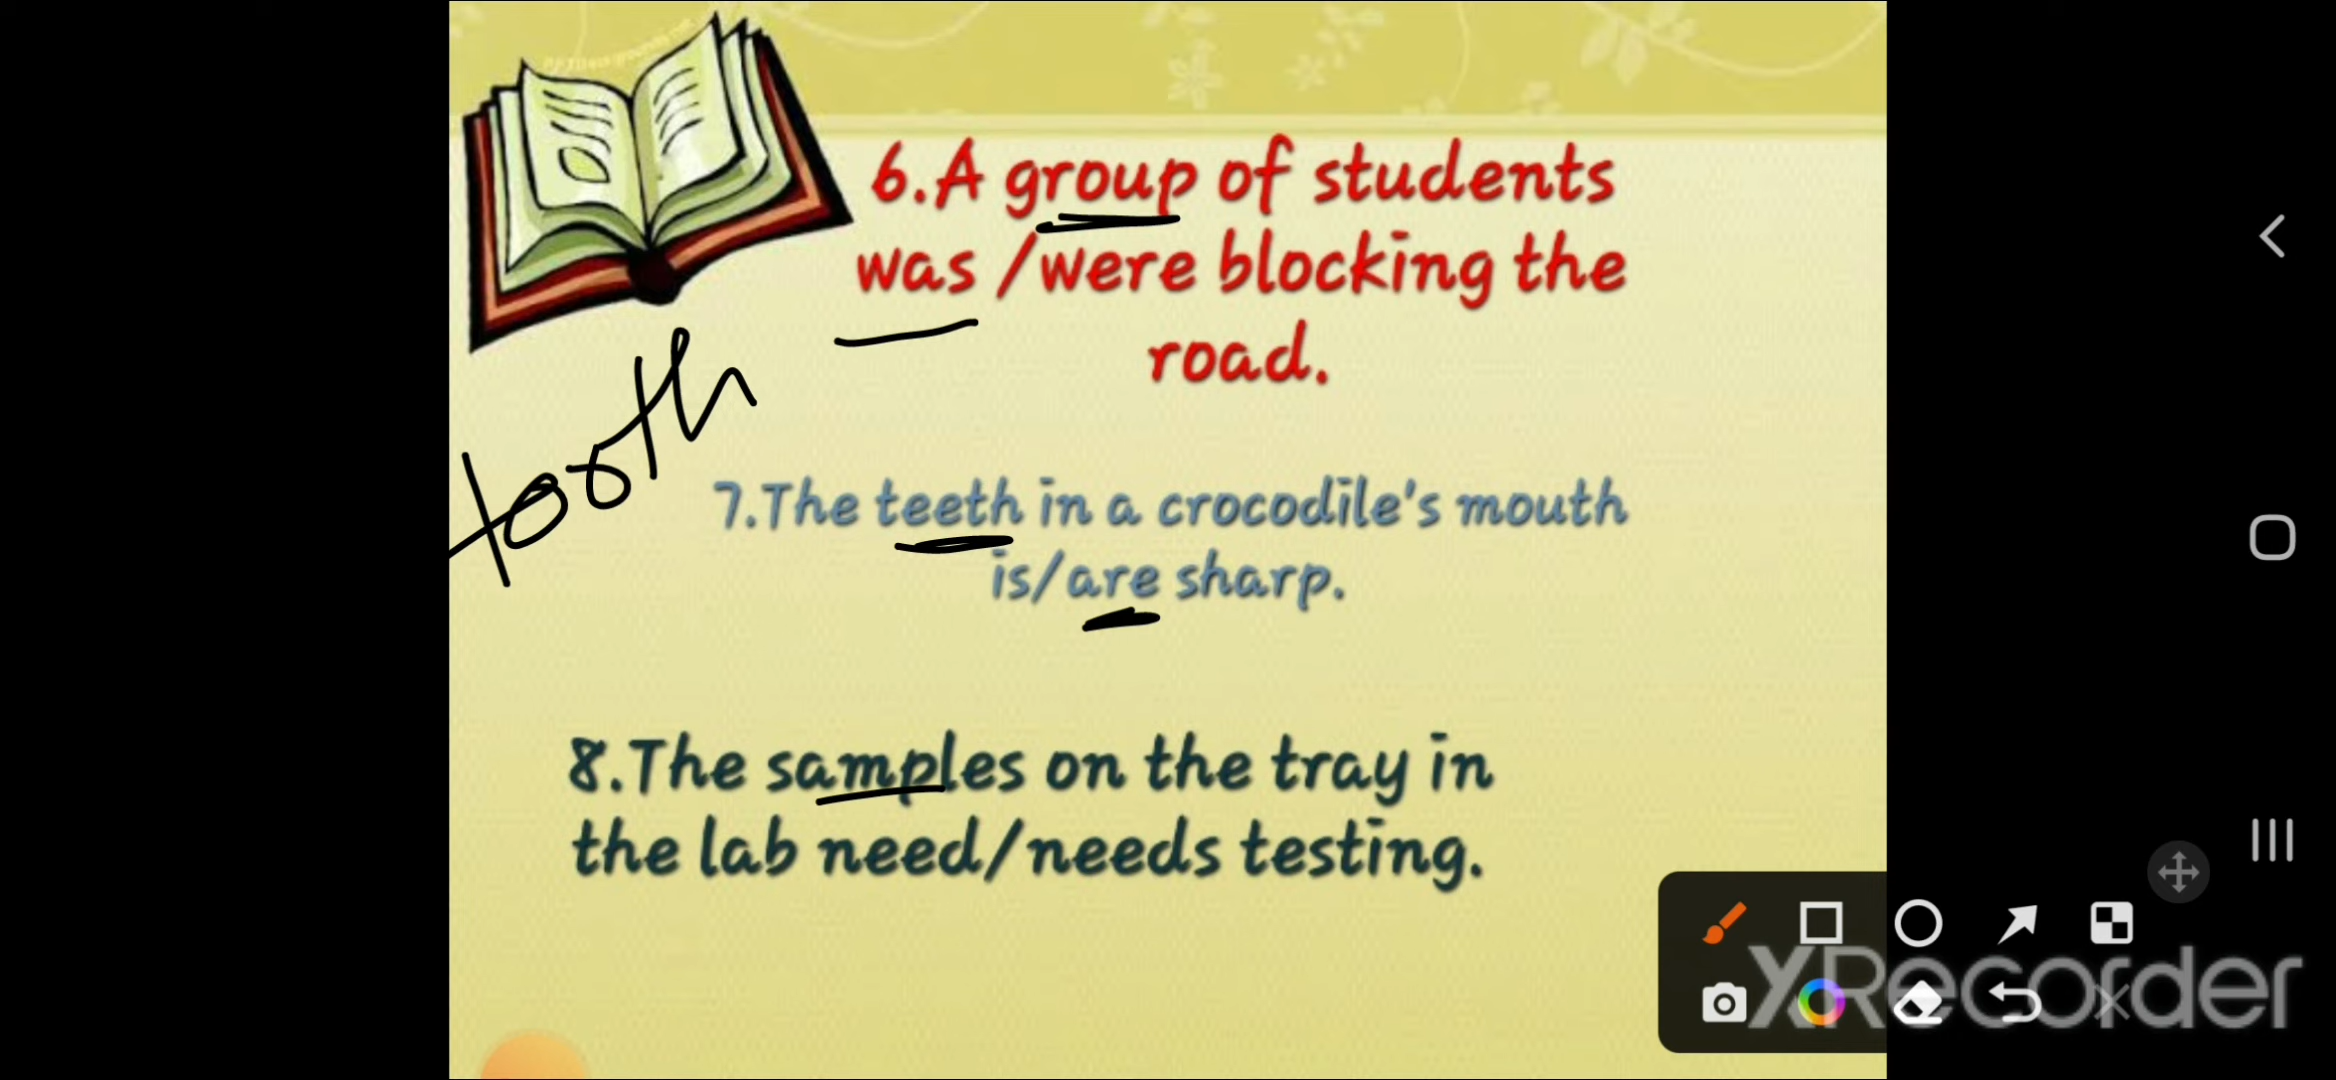 6.A group of students
was /were blocking the
road.
tooth
7.The teeth in a crocodile's mouth
is/are sharp.
8.The samples on the tray in
the lab need/needs testing.
XRecorder